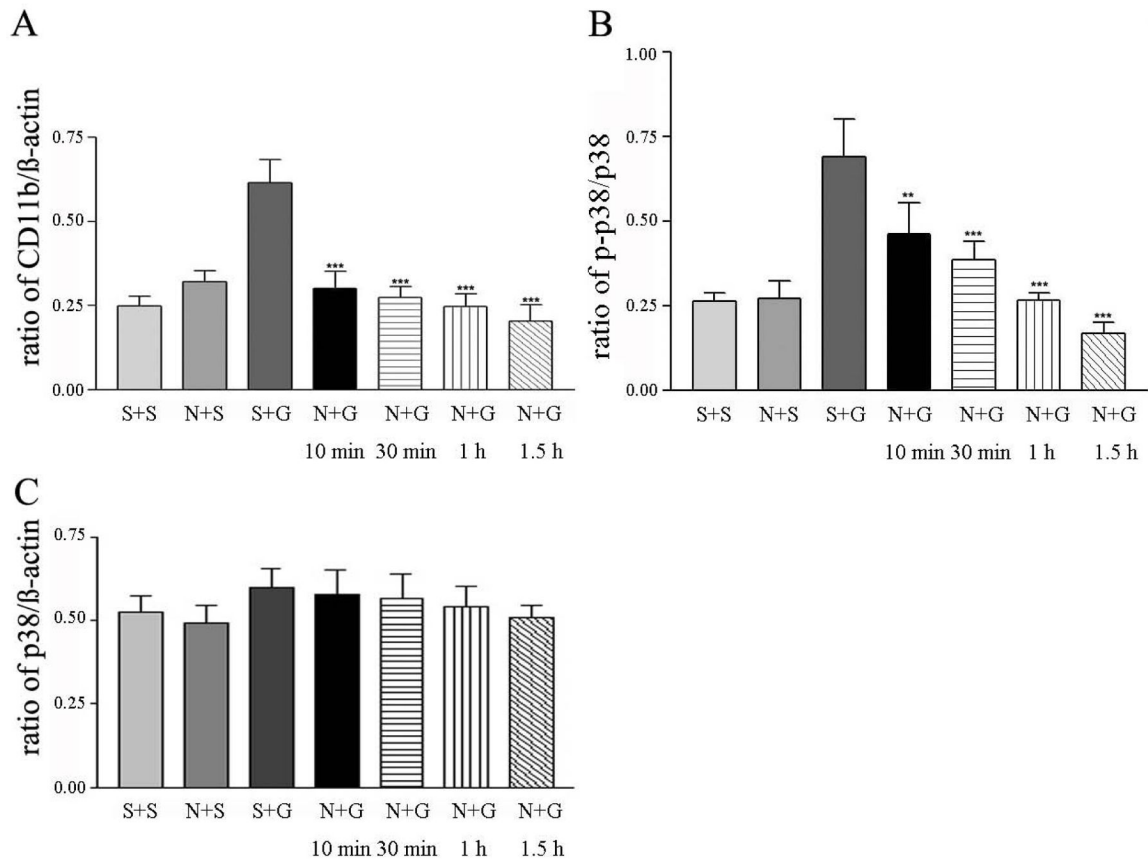 A
ratio of CD11b/ß-actin
0.75
0.50
0.25
0.00
*** *** *** ***
S+S N+S S+G N+G N+G N+G N+G
10 min 30 min 1 h 1.5 h
B
ratio of p-p38/p38
1.00
0.75
0.50
0.25
0.00
** *** *** ***
S+S N+S S+G N+G N+G N+G N+G
10 min 30 min 1 h 1.5 h
C
ratio of p38/ß-actin
0.75
0.50
0.25
0.00
S+S N+S S+G N+G N+G N+G N+G
10 min 30 min 1 h 1.5 h